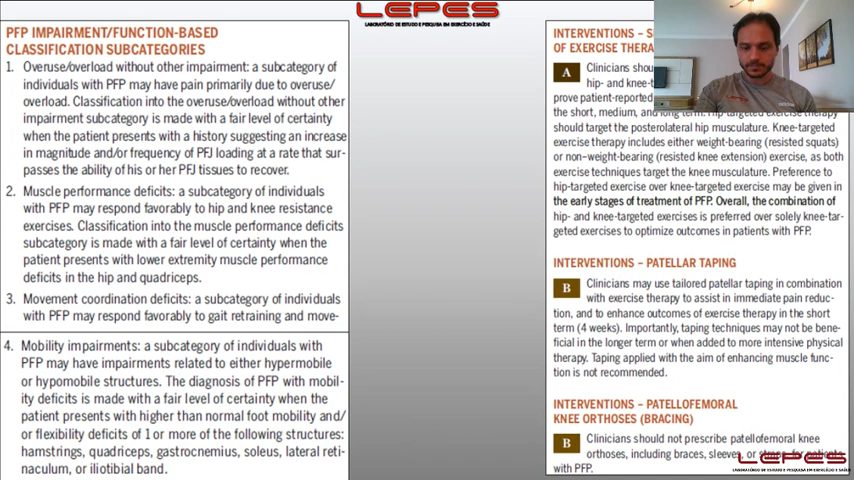 LEPES
LABORATÓRIO DE ESTUDO E PESQUISA EM EXERCÍCIO E SAÚDE
PFP IMPAIRMENT/FUNCTION-BASED
CLASSIFICATION SUBCATEGORIES
1. Overuse/overload without other impairment: a subcategory of
individuals with PFP may have pain primarily due to overuse/
overload. Classification into the overuse/overload without other
impairment subcategory is made with a fair level of certainty
when the patient presents with a history suggesting an increase
in magnitude and/or frequency of PFJ loading at a rate that sur-
passes the ability of his or her PFJ tissues to recover.
2. Muscle performance deficits: a subcategory of individuals
with PFP may respond favorably to hip and knee resistance
exercises. Classification into the muscle performance deficits
subcategory is made with a fair level of certainty when the
patient presents with lower extremity muscle performance
deficits in the hip and quadriceps.
3. Movement coordination deficits: a subcategory of individuals
with PFP may respond favorably to gait retraining and move-
4. Mobility impairments: a subcategory of individuals with
PFP may have impairments related to either hypermobile
or hypomobile structures. The diagnosis of PFP with mobil-
ity deficits is made with a fair level of certainty when the
patient presents with higher than normal foot mobility and/
or flexibility deficits of 1 or more of the following structures:
hamstrings, quadriceps, gastrocnemius, soleus, lateral reti-
naculum, or iliotibial band.
INTERVENTIONS – S
OF EXERCISE THERA
A Clinicians shou
hip- and knee-t
prove patient-reported
the short, medium, and long term. Hip-targeted exercise therapy
should target the posterolateral hip musculature. Knee-targeted
exercise therapy includes either weight-bearing (resisted squats)
or non–weight-bearing (resisted knee extension) exercise, as both
exercise techniques target the knee musculature. Preference to
hip-targeted exercise over knee-targeted exercise may be given in
the early stages of treatment of PFP. Overall, the combination of
hip- and knee-targeted exercises is preferred over solely knee-tar-
geted exercises to optimize outcomes in patients with PFP.
INTERVENTIONS – PATELLAR TAPING
B Clinicians may use tailored patellar taping in combination
with exercise therapy to assist in immediate pain reduc-
tion, and to enhance outcomes of exercise therapy in the short
term (4 weeks). Importantly, taping techniques may not be bene-
ficial in the longer term or when added to more intensive physical
therapy. Taping applied with the aim of enhancing muscle func-
tion is not recommended.
INTERVENTIONS – PATELLOFEMORAL
KNEE ORTHOSES (BRACING)
B Clinicians should not prescribe patellofemoral knee
orthoses, including braces, sleeves, or straps, for patients
with PFP.
LEPES
LABORATÓRIO DE ESTUDO E PESQUISA EM EXERCÍCIO E SAÚDE